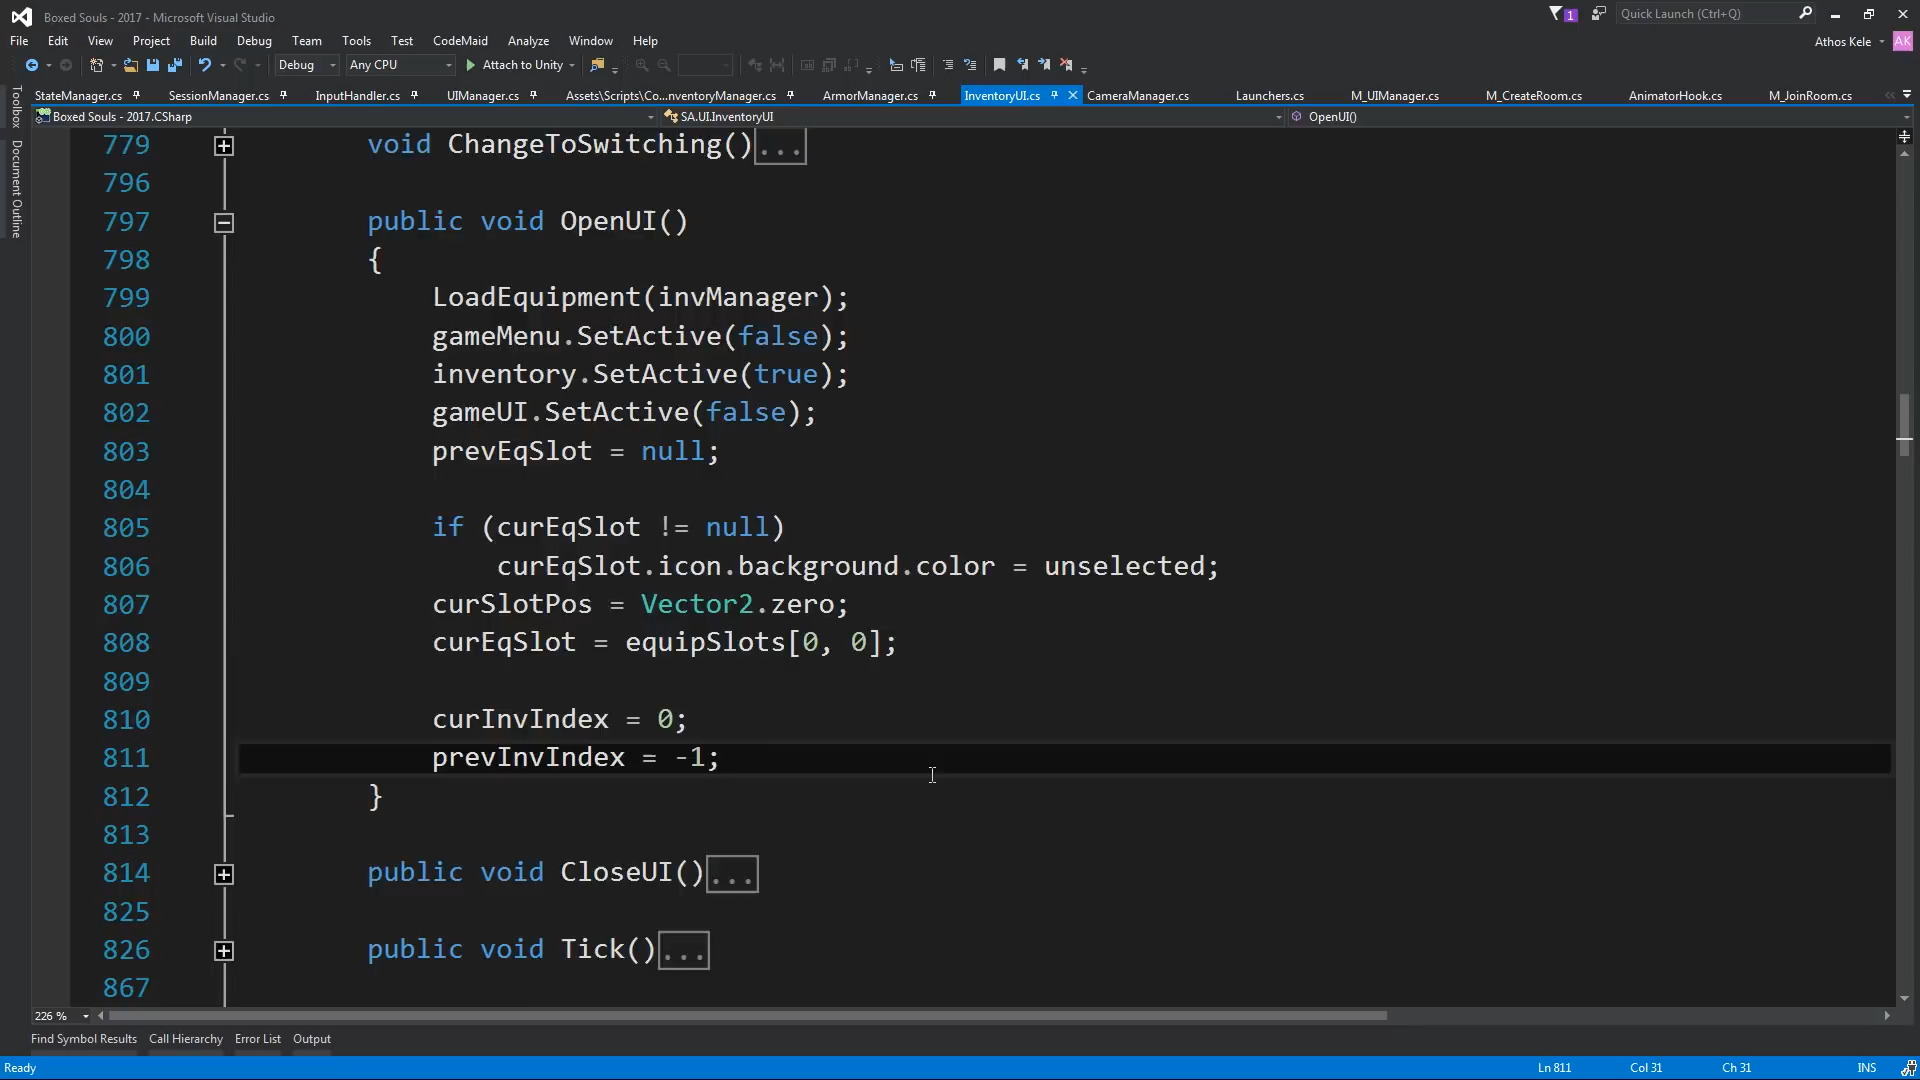 Boxed Souls - 2017 - Microsoft Visual Studio
1
Quick Launch (Ctrl+Q)
File Edit View Project Build Debug Team Tools Test CodeMaid Analyze Window Help
Athos Kele AK
Debug Any CPU Attach to Unity
StateManager.cs SessionManager.cs InputHandler.cs UIManager.cs Assets\Scripts\Co...nventoryManager.cs ArmorManager.cs InventoryUI.cs CameraManager.cs Launchers.cs M_UIManager.cs M_CreateRoom.cs AnimatorHook.cs M_JoinRoom.cs
Boxed Souls - 2017.CSharp SA.UI.InventoryUI OpenUI()
Toolbox
Document Outline
779 void ChangeToSwitching()...
796
797 public void OpenUI()
798 {
799 LoadEquipment(invManager);
800 gameMenu.SetActive(false);
801 inventory.SetActive(true);
802 gameUI.SetActive(false);
803 prevEqSlot = null;
804
805 if (curEqSlot != null)
806 curEqSlot.icon.background.color = unselected;
807 curSlotPos = Vector2.zero;
808 curEqSlot = equipSlots[0, 0];
809
810 curInvIndex = 0;
811 prevInvIndex = -1;
812 }
813
814 public void CloseUI()...
825
826 public void Tick()...
867
226 %
Find Symbol Results Call Hierarchy Error List Output
Ready Ln 811 Col 31 Ch 31 INS